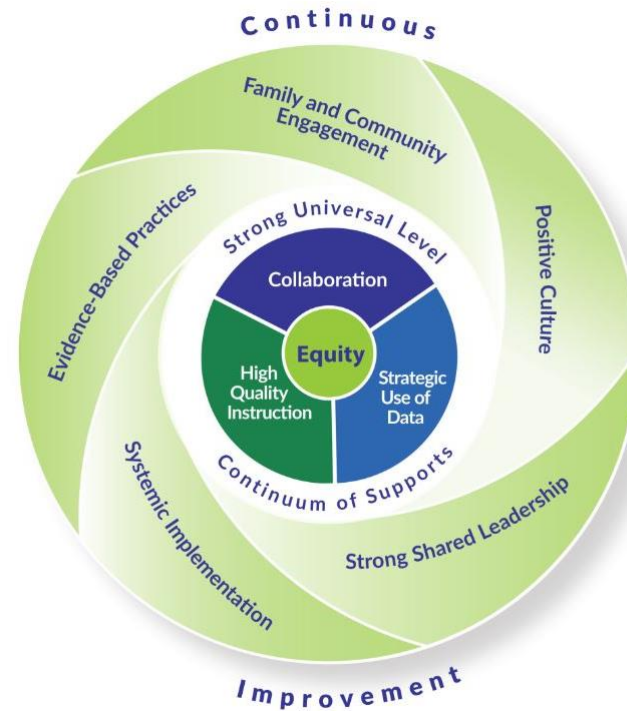 Continuous
Family and Community
Engagement
Positive Culture
Evidence-Based Practices
Strong Universal Level
Collaboration
Equity
High
Quality
Instruction
Strategic
Use of
Data
Continuum of Supports
Systemic Implementation
Strong Shared Leadership
Improvement